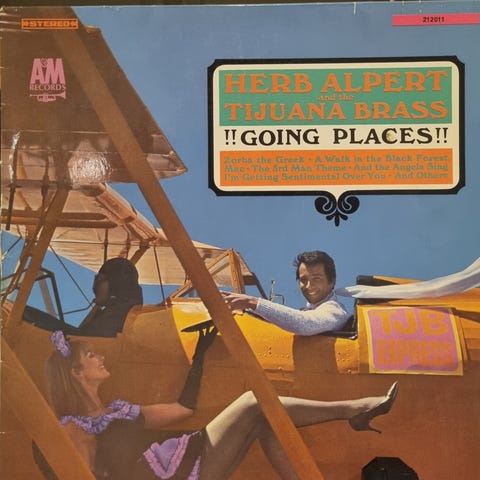 STEREO
212011
A&M
RECORDS
HERB ALPERT
and the
TIJUANA BRASS
!!GOING PLACES!!
Zorba the Greek • A Walk in the Black Forest
Mae • The 3rd Man Theme • And the Angels Sing
I'm Getting Sentimental Over You • And Others
TJB
EXPRESS